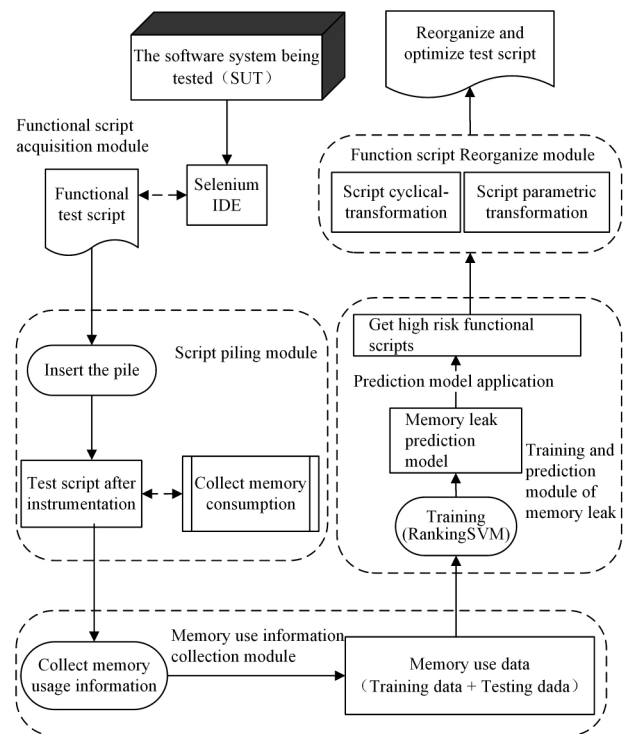 The software system being
tested（SUT）
Reorganize and
optimize test script
Functional script
acquisition module
Functional
test script
Selenium
IDE
Function script Reorganize module
Script cyclical-
transformation
Script parametric
transformation
Script piling module
Insert the pile
Test script after
instrumentation
Collect memory
consumption
Get high risk functional
scripts
Prediction model application
Memory leak
prediction
model
Training and
prediction
module of
memory leak
Training
(RankingSVM)
Memory use information
collection module
Collect memory
usage information
Memory use data
（Training data + Testing dada）